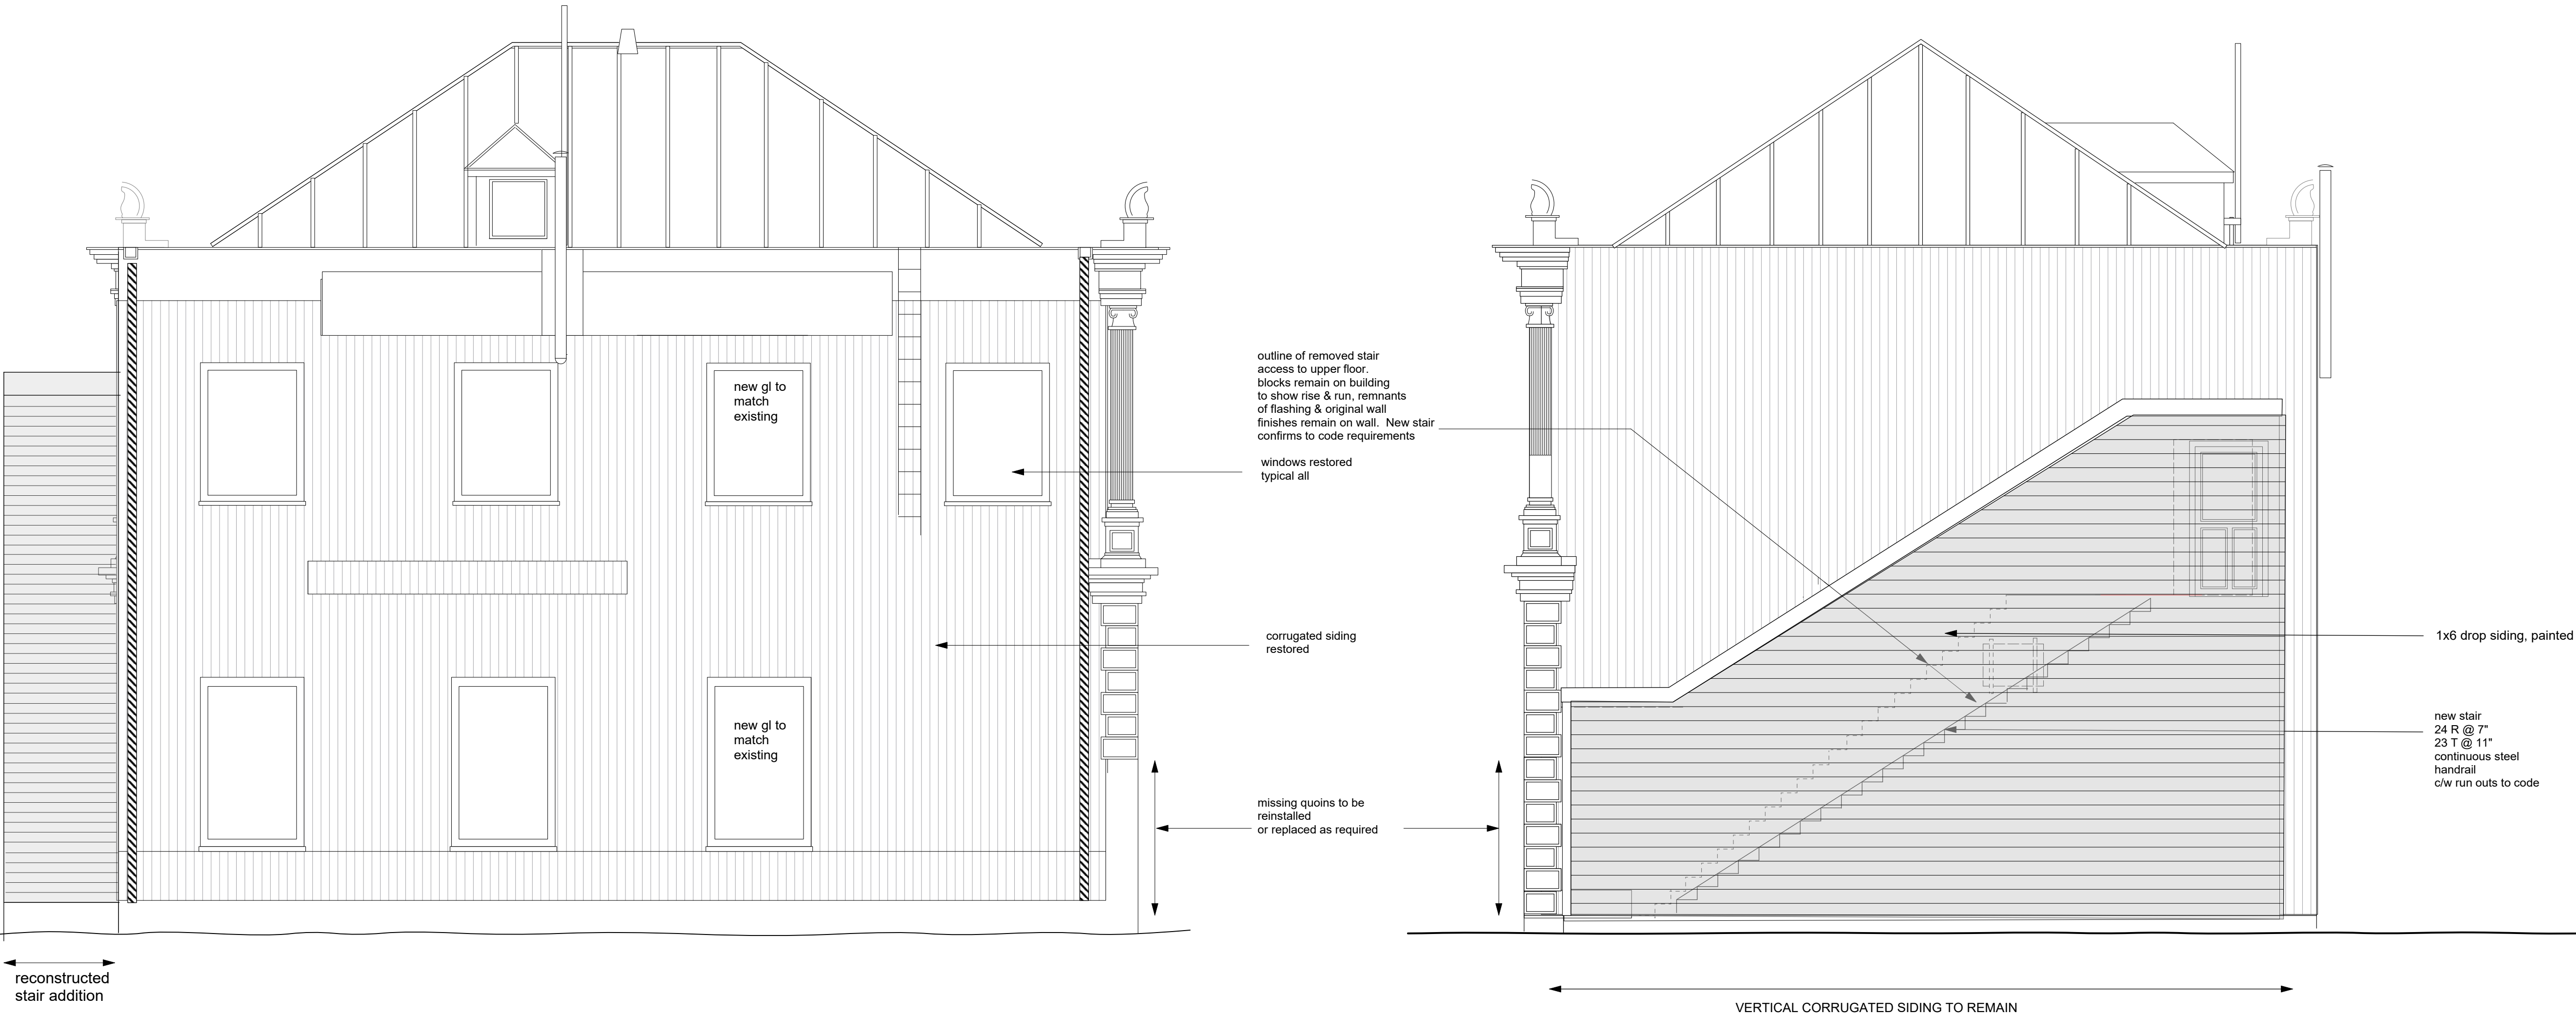 new gl to
match
existing
new gl to
match
existing
reconstructed
stair addition
outline of removed stair
access to upper floor.
blocks remain on building
to show rise & run, remnants
of flashing & original wall
finishes remain on wall.  New stair
confirms to code requirements
windows restored
typical all
corrugated siding
restored
missing quoins to be
reinstalled
or replaced as required
1x6 drop siding, painted
new stair
24 R @ 7"
23 T @ 11"
continuous steel
handrail
c/w run outs to code
VERTICAL CORRUGATED SIDING TO REMAIN